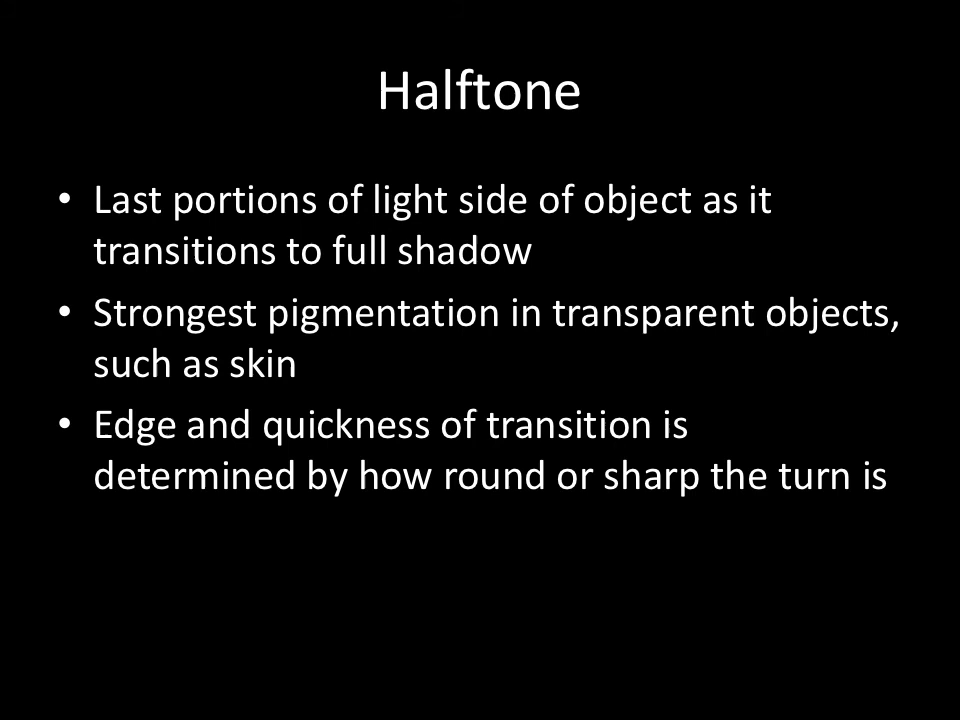 Halftone
• Last portions of light side of object as it
transitions to full shadow
• Strongest pigmentation in transparent objects,
such as skin
• Edge and quickness of transition is
determined by how round or sharp the turn is